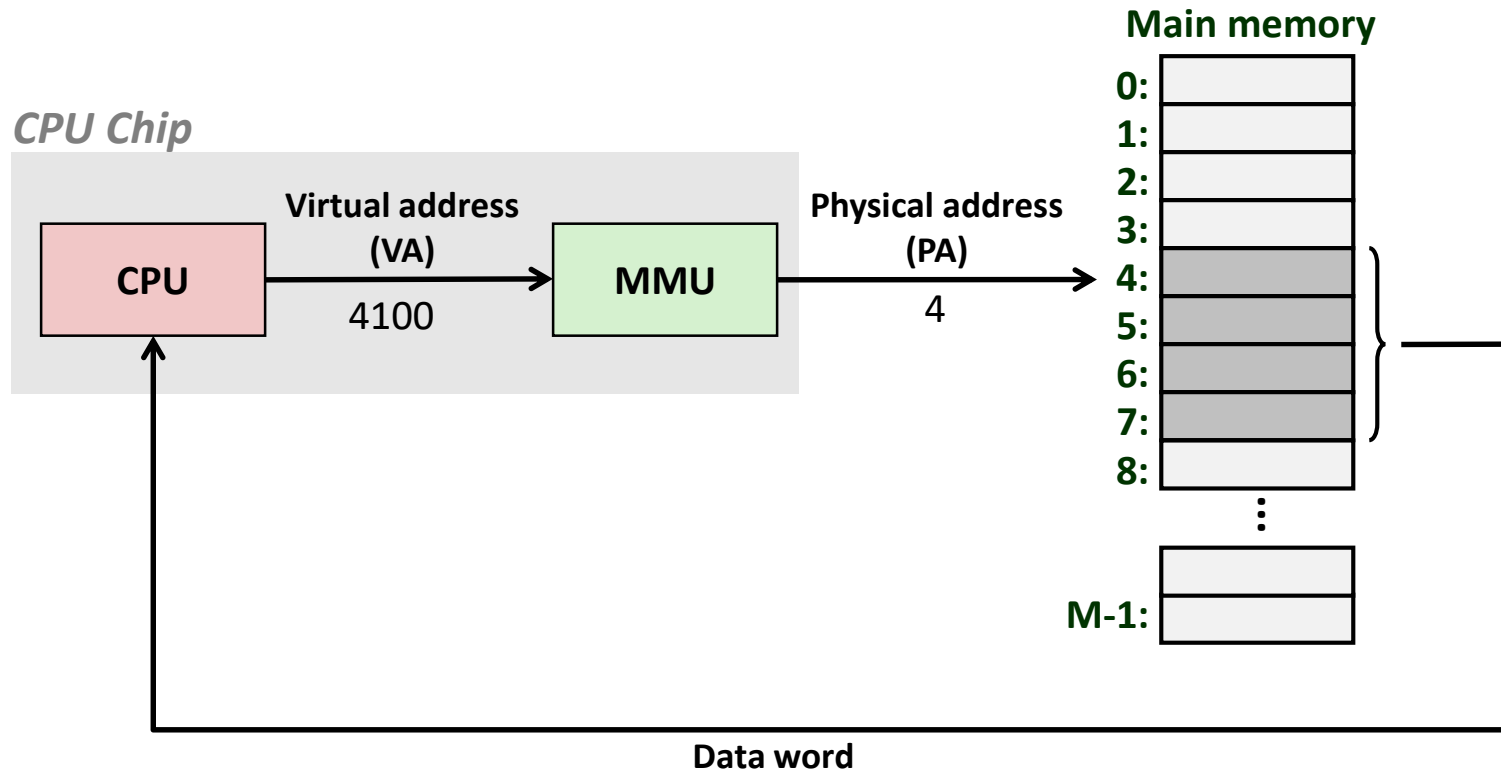 Main memory
0:
1:
2:
3:
4:
5:
6:
7:
8:
M-1:
CPU Chip
Virtual address
(VA)
CPU
4100
MMU
Physical address
(PA)
4
Data word